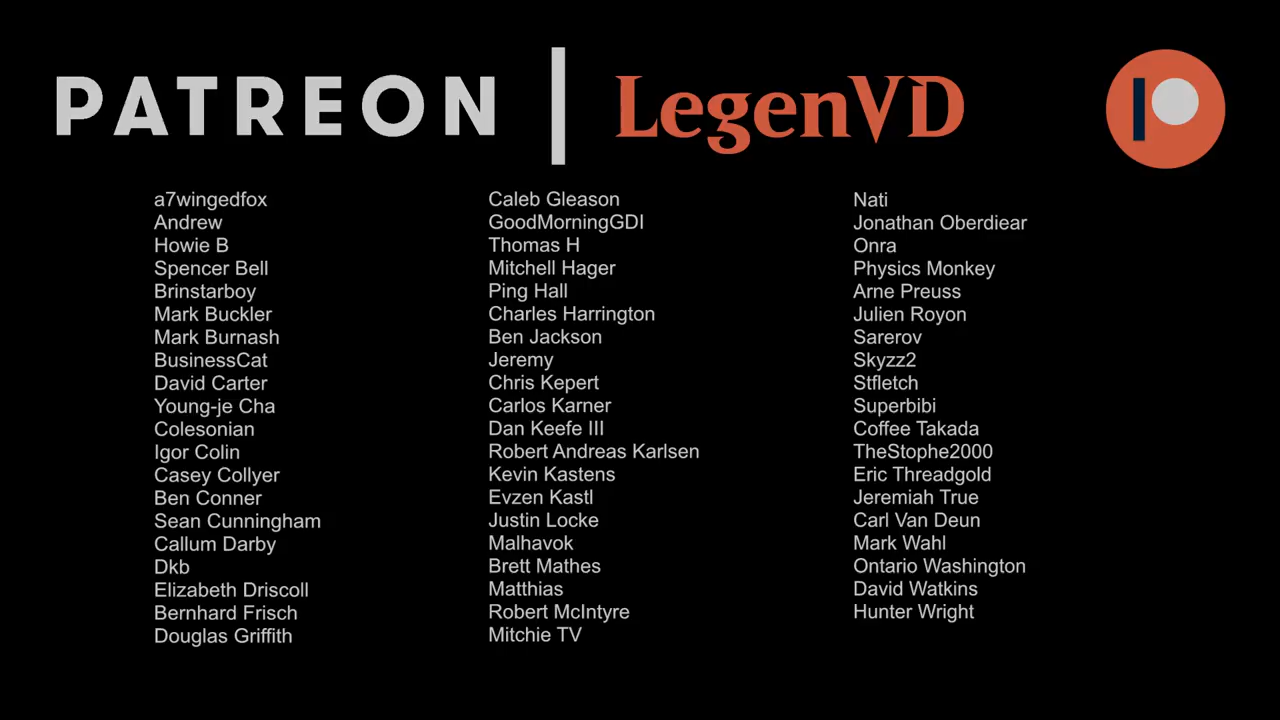 PATREON | LegenVD
a7wingedfox
Andrew
Howie B
Spencer Bell
Brinstarboy
Mark Buckler
Mark Burnash
BusinessCat
David Carter
Young-je Cha
Colesonian
Igor Colin
Casey Collyer
Ben Conner
Sean Cunningham
Callum Darby
Dkb
Elizabeth Driscoll
Bernhard Frisch
Douglas Griffith
Caleb Gleason
GoodMorningGDI
Thomas H
Mitchell Hager
Ping Hall
Charles Harrington
Ben Jackson
Jeremy
Chris Kepert
Carlos Karner
Dan Keefe III
Robert Andreas Karlsen
Kevin Kastens
Evzen Kastl
Justin Locke
Malhavok
Brett Mathes
Matthias
Robert McIntyre
Mitchie TV
Nati
Jonathan Oberdiear
Onra
Physics Monkey
Arne Preuss
Julien Royon
Sarerov
Skyzz2
Stfletch
Superbibi
Coffee Takada
TheStophe2000
Eric Threadgold
Jeremiah True
Carl Van Deun
Mark Wahl
Ontario Washington
David Watkins
Hunter Wright